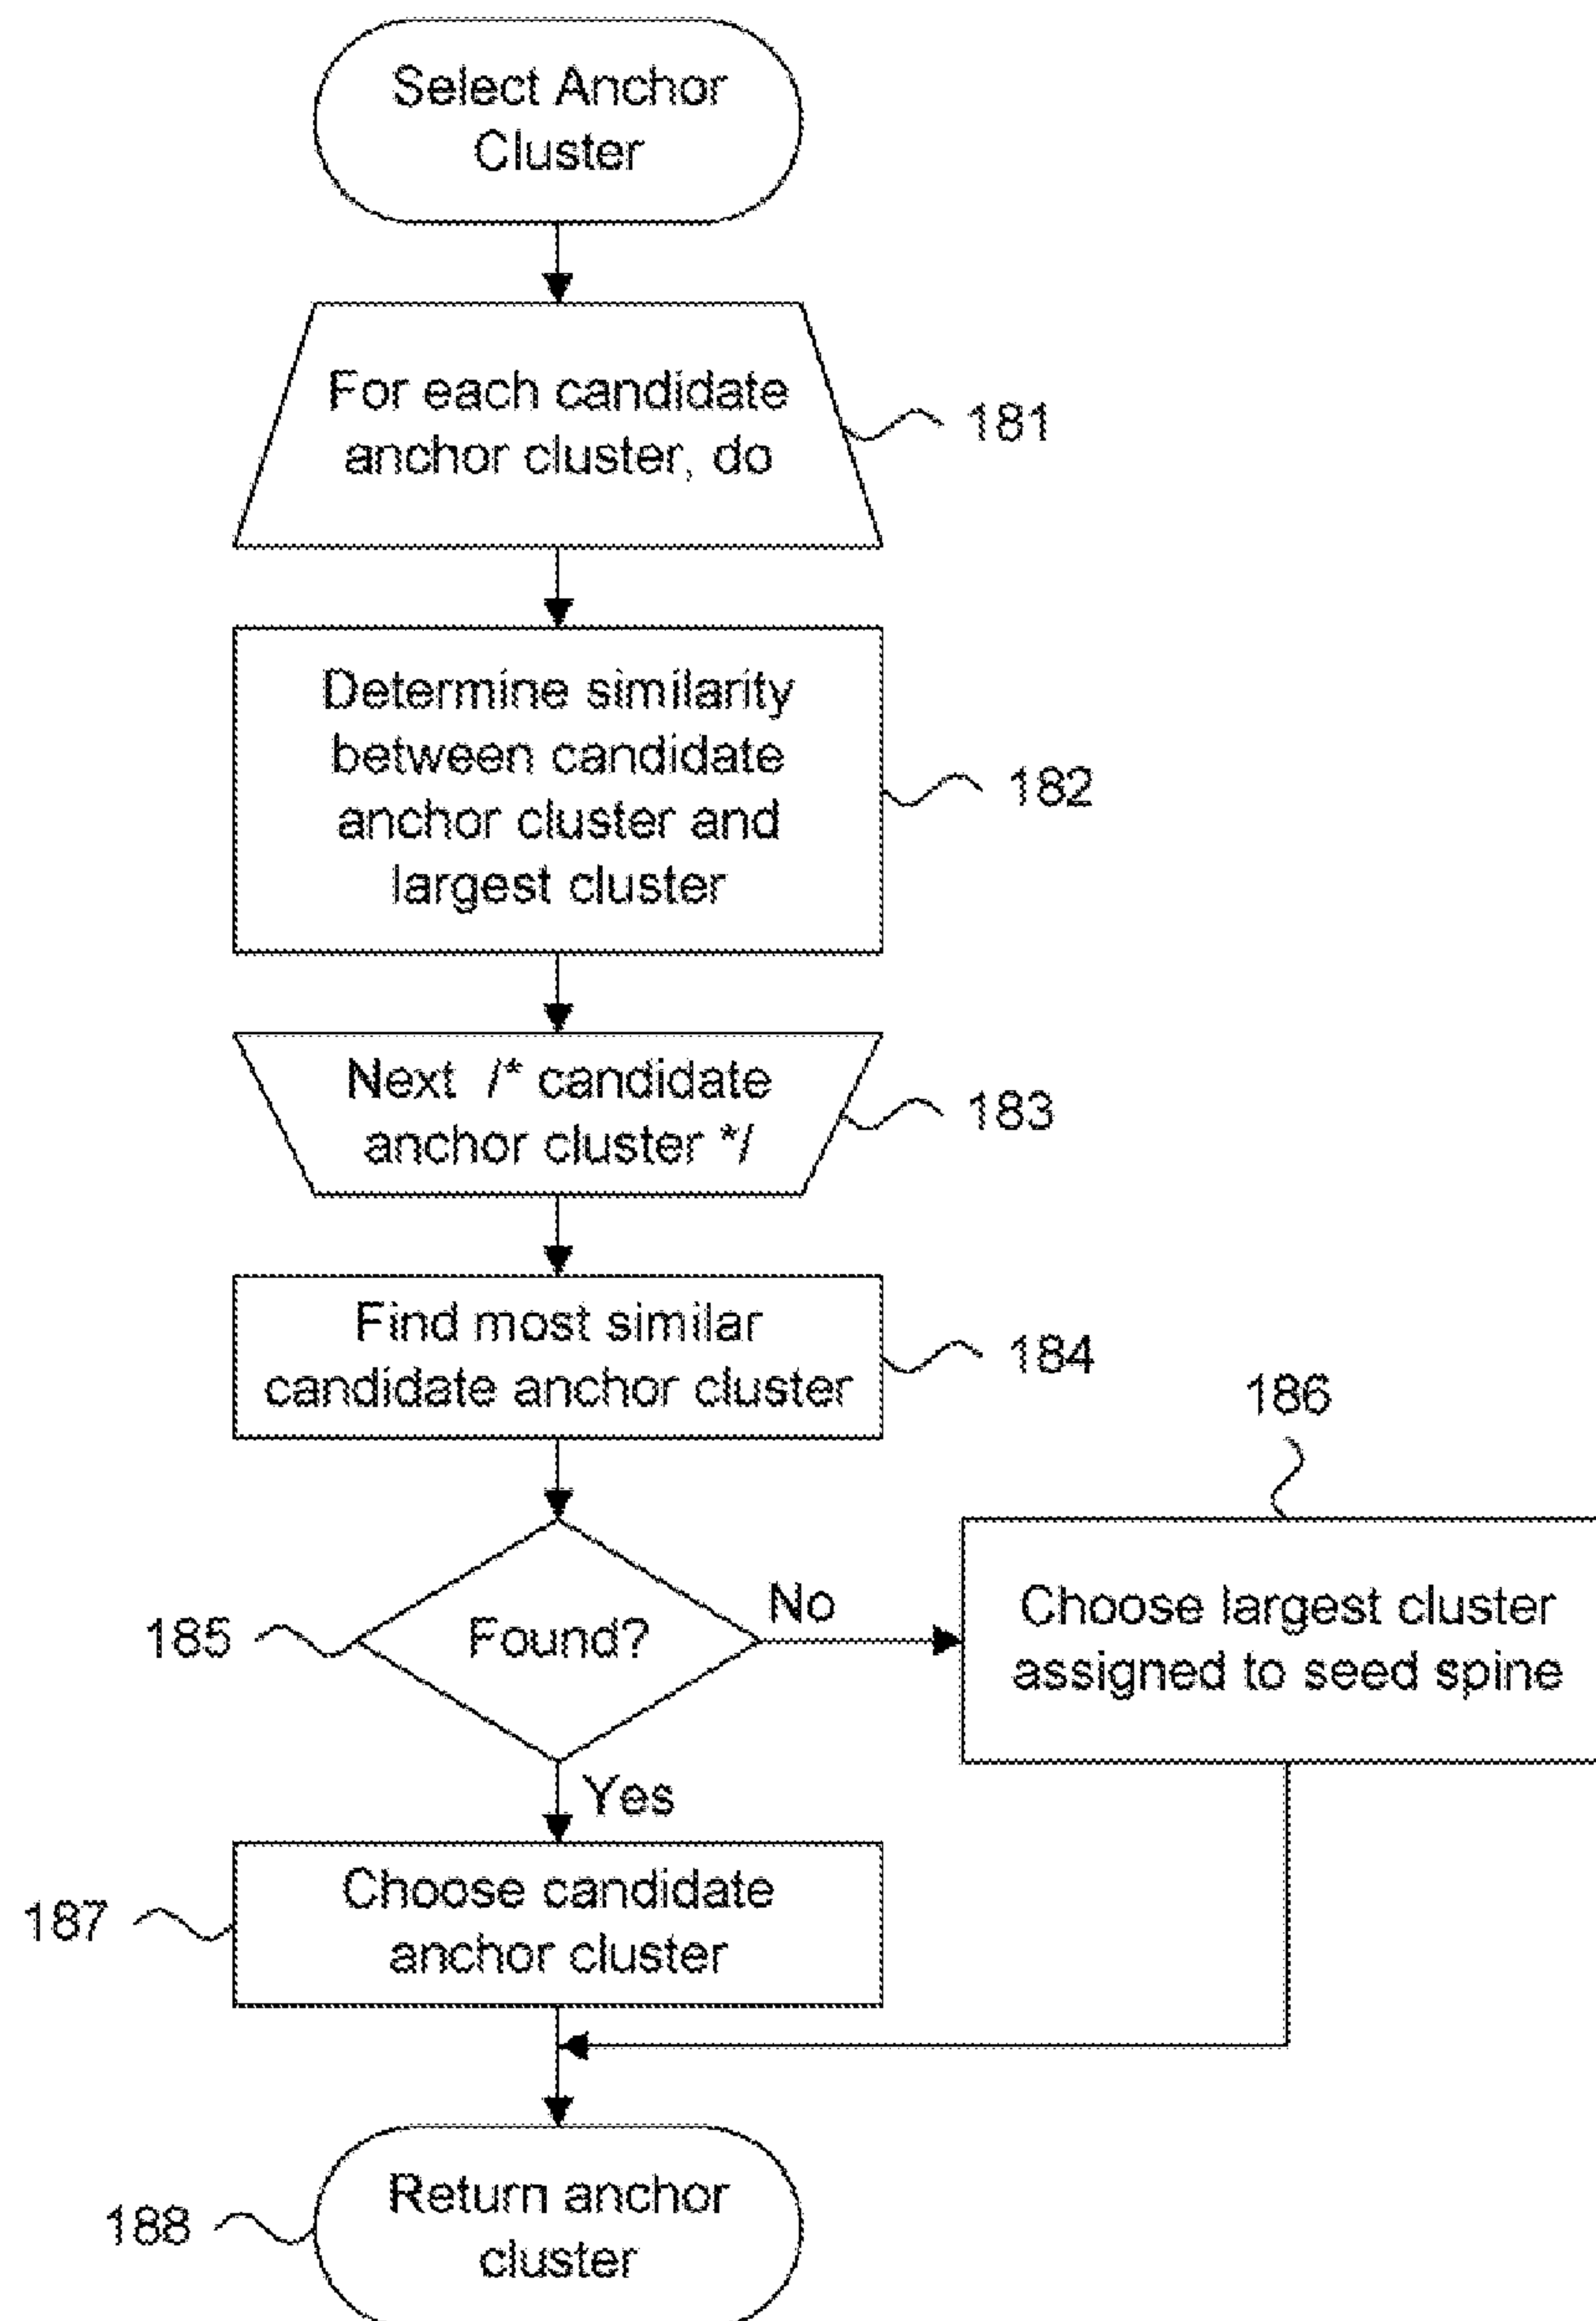 Select Anchor
Cluster
For each candidate
anchor cluster, do
181
Determine similarity
between candidate
anchor cluster and
largest cluster
182
Next /* candidate
anchor cluster */
183
Find most similar
candidate anchor cluster
184
186
185
Found?
No
Choose largest cluster
assigned to seed spine
Yes
187
Choose candidate
anchor cluster
188
Return anchor
cluster